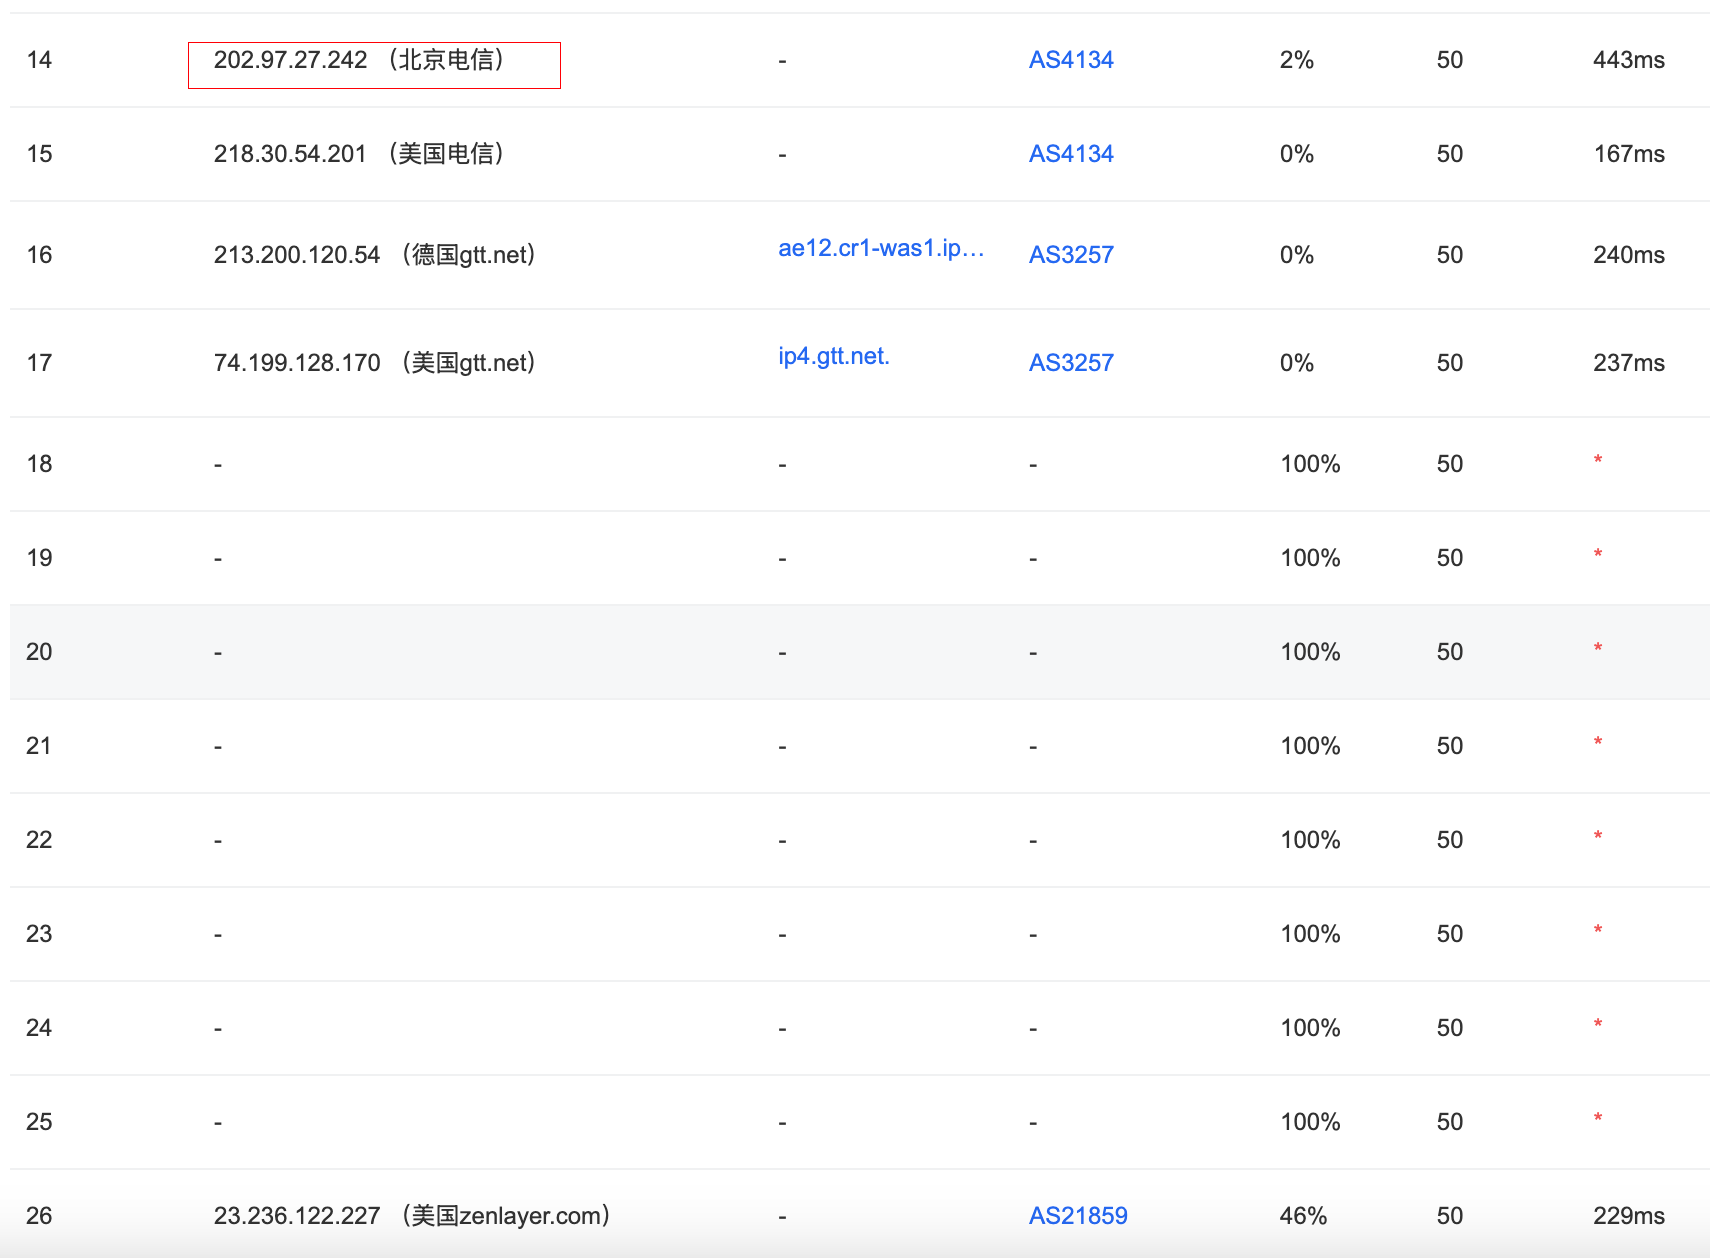 14 202.97.27.242 （北京电信） - AS4134 2% 50 443ms
15 218.30.54.201 （美国电信） - AS4134 0% 50 167ms
16 213.200.120.54 （德国gtt.net） ae12.cr1-was1.ip... AS3257 0% 50 240ms
17 74.199.128.170 （美国gtt.net） ip4.gtt.net. AS3257 0% 50 237ms
18 - - - 100% 50 *
19 - - - 100% 50 *
20 - - - 100% 50 *
21 - - - 100% 50 *
22 - - - 100% 50 *
23 - - - 100% 50 *
24 - - - 100% 50 *
25 - - - 100% 50 *
26 23.236.122.227 （美国zenlayer.com） - AS21859 46% 50 229ms